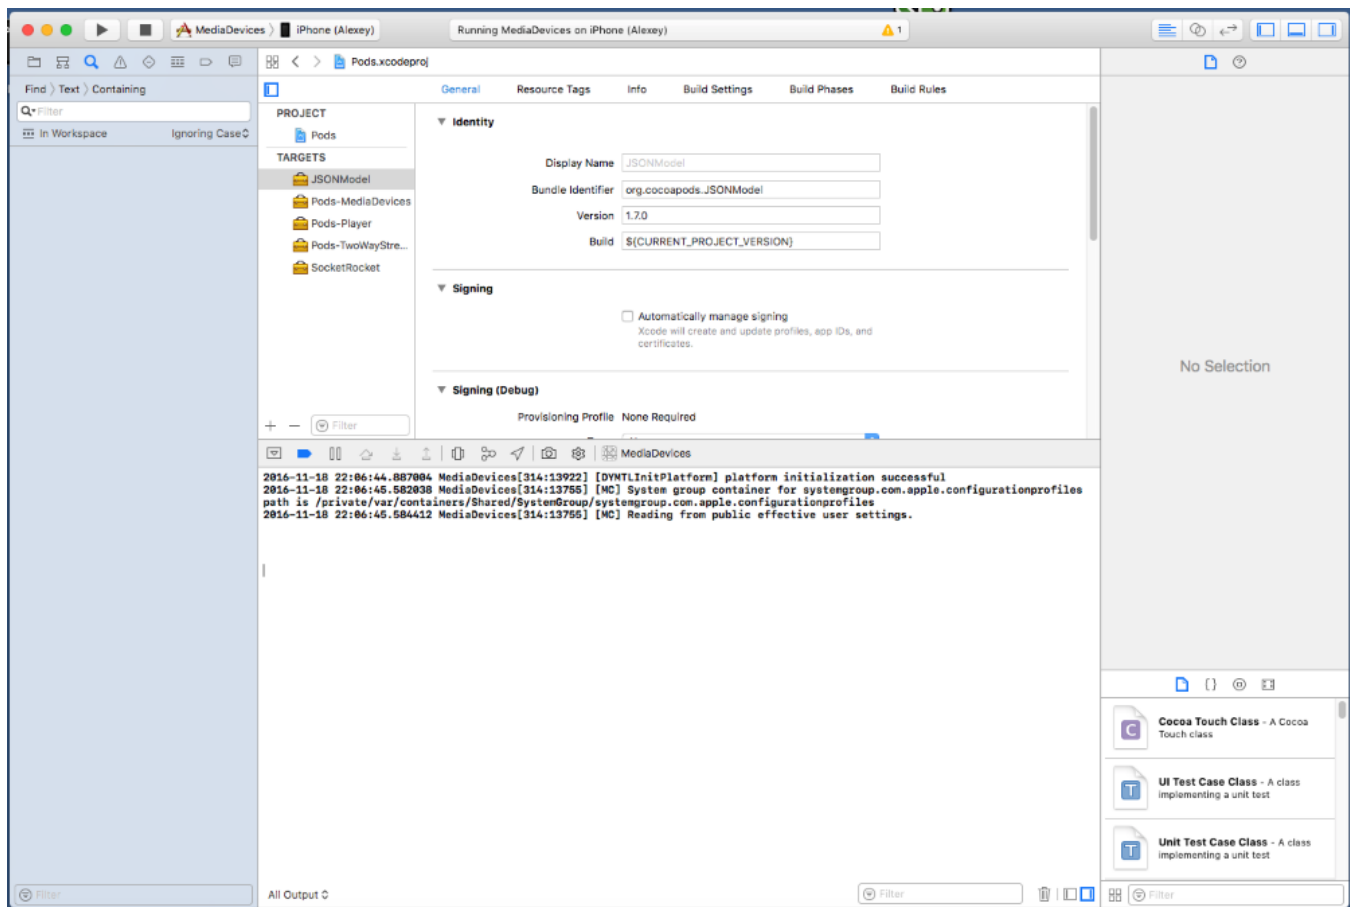 MediaDevices
iPhone (Alexey)
Running MediaDevices on iPhone (Alexey)
1
Pods.xcodeproj
Find
Text
Containing
General
Resource Tags
Info
Build Settings
Build Phases
Build Rules
Filter
In Workspace
Ignoring Case
PROJECT
Pods
TARGETS
JSONModel
Pods-MediaDevices
Pods-Player
Pods-TwoWayStre...
SocketRocket
Filter
Identity
Display Name
JSONModel
Bundle Identifier
org.cocoapods.JSONModel
Version
1.7.0
Build
${CURRENT_PROJECT_VERSION}
Signing
Automatically manage signing
Xcode will create and update profiles, app IDs, and
certificates.
Signing (Debug)
Provisioning Profile
None Required
MediaDevices
2016-11-18 22:06:44.887004 MediaDevices[314:13922] [DYMTLInitPlatform] platform initialization successful
2016-11-18 22:06:45.582038 MediaDevices[314:13755] [MC] System group container for systemgroup.com.apple.configurationprofiles
path is /private/var/containers/Shared/SystemGroup/systemgroup.com.apple.configurationprofiles
2016-11-18 22:06:45.584412 MediaDevices[314:13755] [MC] Reading from public effective user settings.
No Selection
{}
C
Cocoa Touch Class - A Cocoa
Touch class
T
UI Test Case Class - A class
implementing a unit test
T
Unit Test Case Class - A class
implementing a unit test
Filter
All Output
Filter
Filter